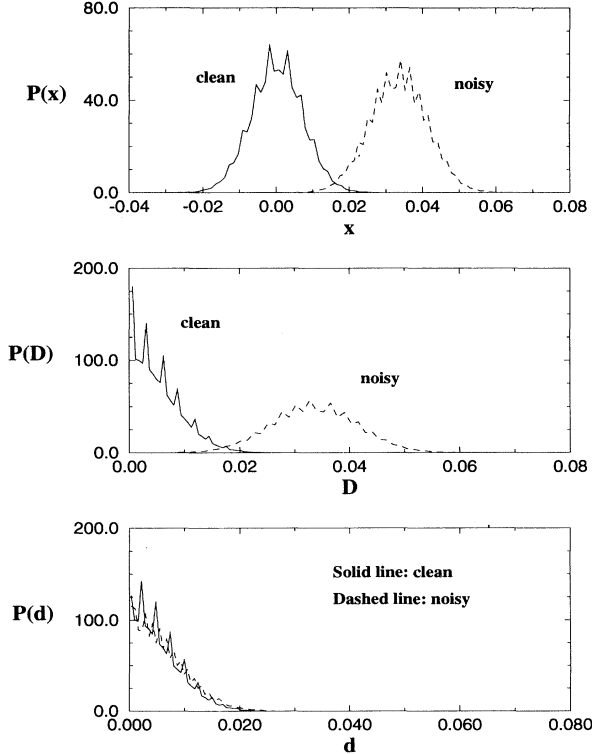 80.0
clean
noisy
P(x)
40.0
0.0
-0.04 -0.02 0.00 0.02 0.04 0.06 0.08
x
200.0
clean
P(D)
100.0
noisy
0.0
0.00 0.02 0.04 0.06 0.08
D
200.0
Solid line: clean
Dashed line: noisy
P(d)
100.0
0.0
0.000 0.020 0.040 0.060 0.080
d